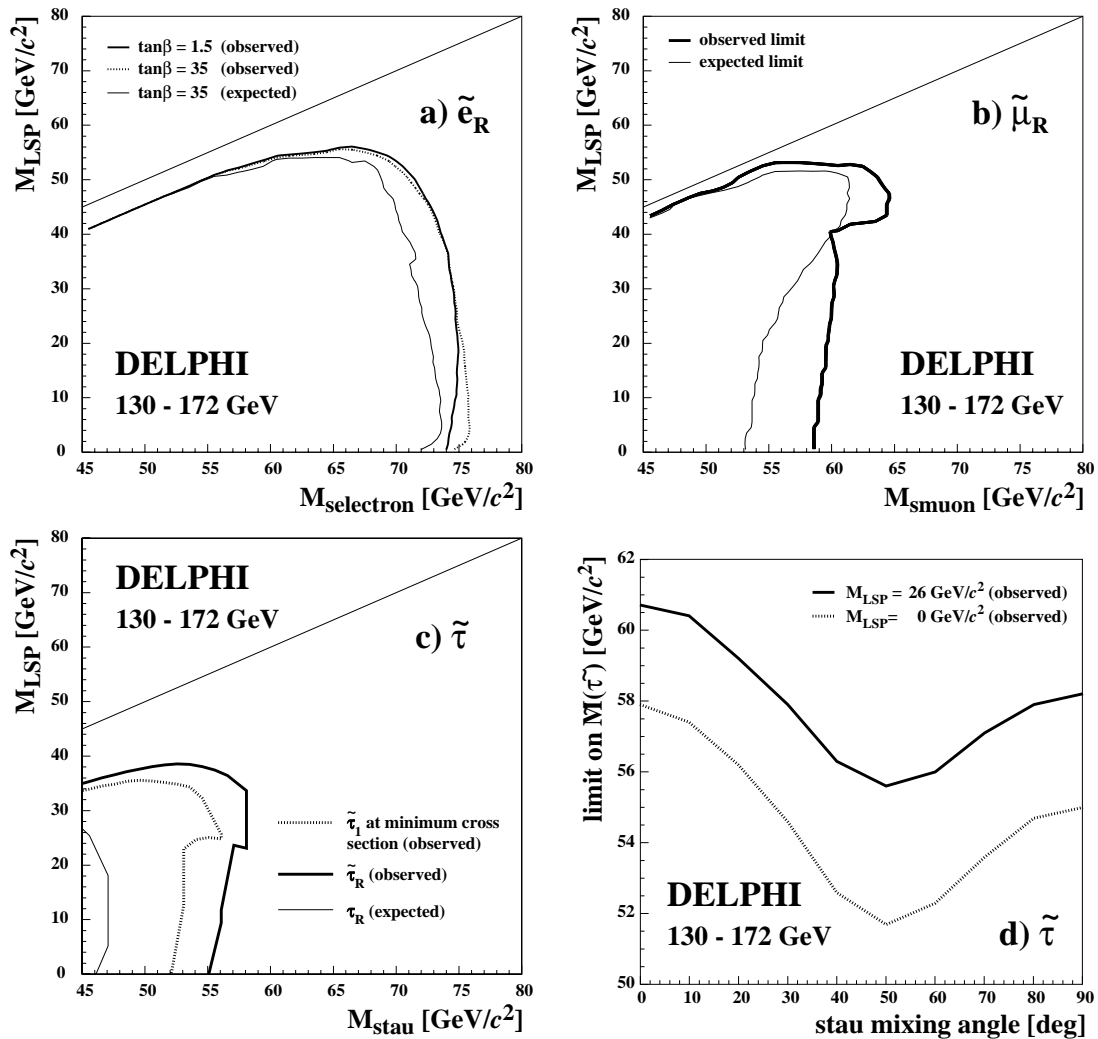 M_LSP [GeV/c²]
80
70
60
50
40
30
20
10
0
tanβ = 1.5 (observed)
tanβ = 35 (observed)
tanβ = 35 (expected)
a) ẽ_R
DELPHI
130 - 172 GeV
45 50 55 60 65 70 75 80
M_selectron [GeV/c²]
M_LSP [GeV/c²]
80
70
60
50
40
30
20
10
0
observed limit
expected limit
b) μ̃_R
DELPHI
130 - 172 GeV
45 50 55 60 65 70 75 80
M_smuon [GeV/c²]
M_LSP [GeV/c²]
80
70
60
50
40
30
20
10
0
DELPHI
130 - 172 GeV
c) τ̃
τ̃_1 at minimum cross
section (observed)
τ̃_R (observed)
τ_R (expected)
45 50 55 60 65 70 75 80
M_stau [GeV/c²]
limit on M(τ̃) [GeV/c²]
62
60
58
56
54
52
50
M_LSP = 26 GeV/c² (observed)
M_LSP= 0 GeV/c² (observed)
DELPHI
130 - 172 GeV
d) τ̃
0 10 20 30 40 50 60 70 80 90
stau mixing angle [deg]